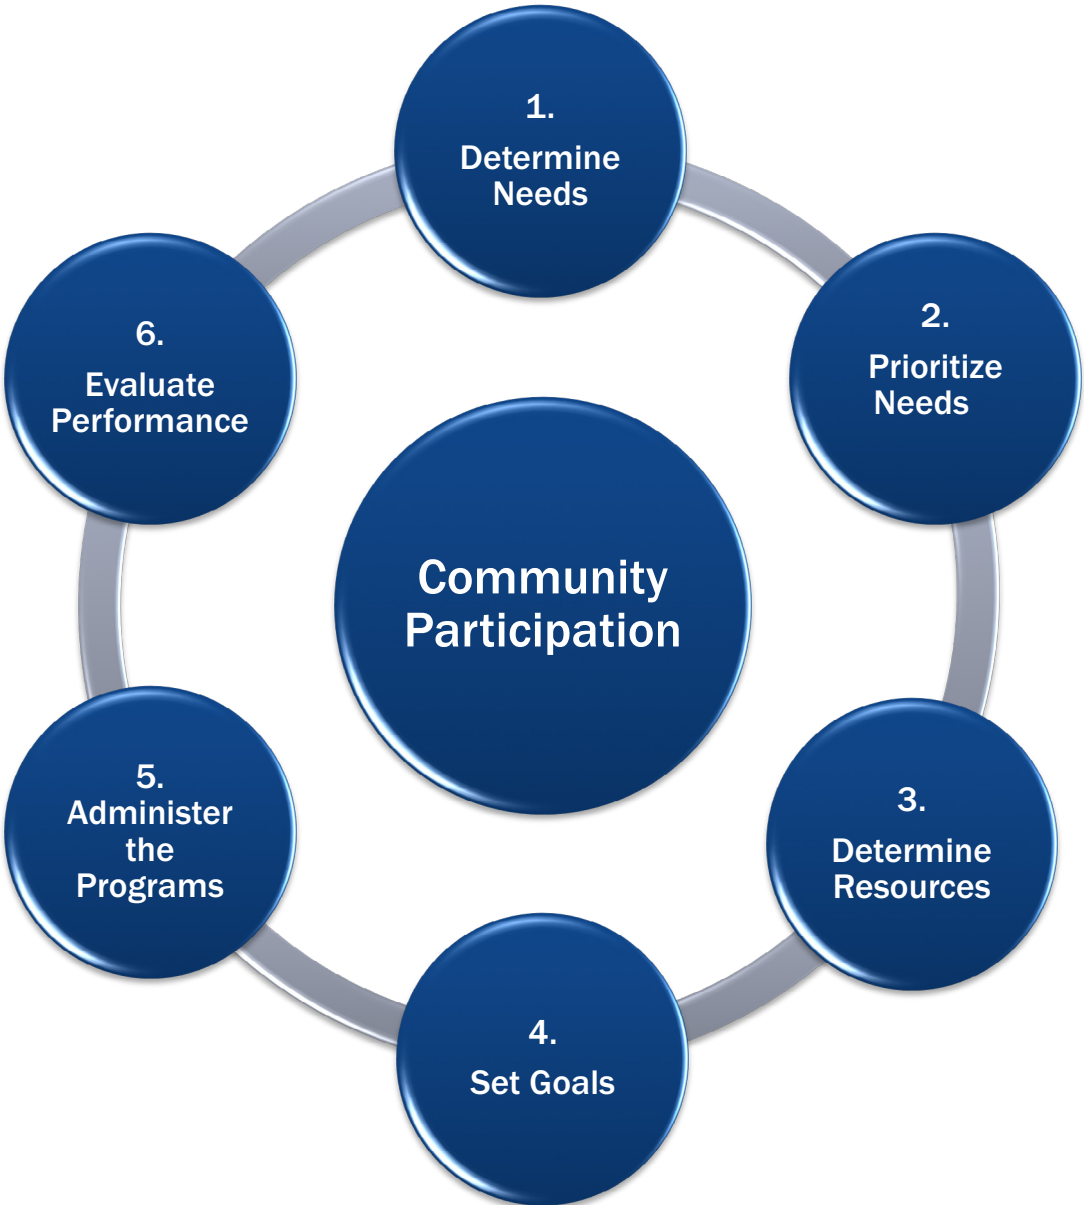 1.
Determine
Needs
2.
Prioritize
Needs
3.
Determine
Resources
4.
Set Goals
5.
Administer
the
Programs
6.
Evaluate
Performance
Community
Participation